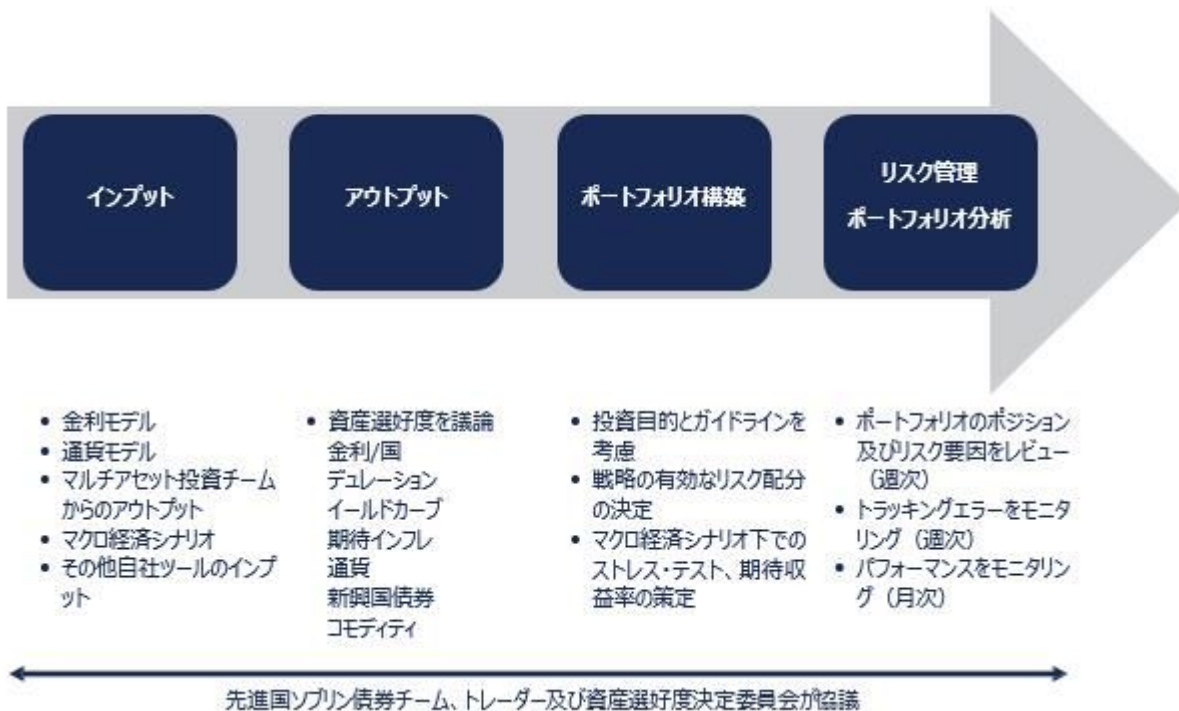 インプット
アウトプット
ポートフォリオ構築
リスク管理
ポートフォリオ分析
• 金利モデル
• 通貨モデル
• マルチアセット投資チーム
からのアウトプット
• マクロ経済シナリオ
• その他自社ツールのインプ
ット
• 資産選好度を議論
金利/国
デュレーション
イールドカーブ
期待インフレ
通貨
新興国債券
コモディティ
• 投資目的とガイドラインを
考慮
• 戦略の有効なリスク配分
の決定
• マクロ経済シナリオ下での
ストレス・テスト、期待収
益率の策定
• ポートフォリオのポジション
及びリスク要因をレビュー
（週次）
• トラッキングエラーをモニタ
リング（週次）
• パフォーマンスをモニタリン
グ（月次）
先進国ソブリン債券チーム、トレーダー及び資産選好度決定委員会が協議